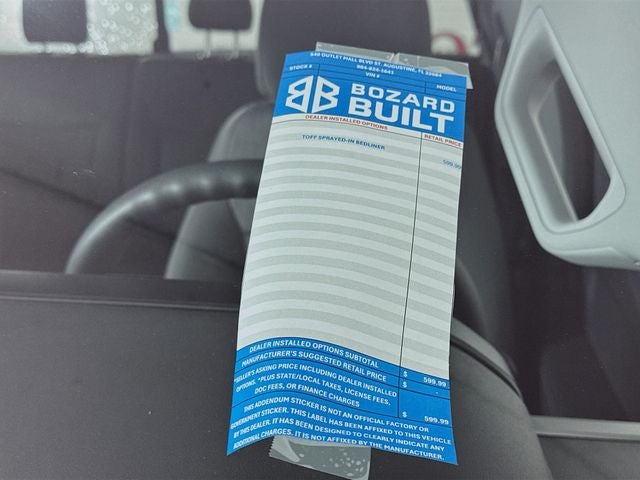 540 OUTLET MALL BLVD ST. AUGUSTINE, FL 32084
904-824-1641
STOCK # VIN # MODEL
BB BOZARD
BUILT
DEALER INSTALLED OPTIONS RETAIL PRICE
TOFF SPRAYED-IN BEDLINER 599.99
DEALER INSTALLED OPTIONS SUBTOTAL $ 599.99
MANUFACTURER'S SUGGESTED RETAIL PRICE $ -
*SELLER'S ASKING PRICE INCLUDING DEALER INSTALLED
OPTIONS. *PLUS STATE/LOCAL TAXES, LICENSE FEES,
DOC FEES, OR FINANCE CHARGES $ 599.99
THIS ADDENDUM STICKER IS NOT AN OFFICIAL FACTORY OR
GOVERNMENT STICKER. THIS LABEL HAS BEEN AFFIXED TO THIS VEHICLE
BY THIS DEALER. IT HAS BEEN DESIGNED TO CLEARLY INDICATE ANY
ADDITIONAL CHARGES. IT IS NOT AFFIXED BY THE MANUFACTURER.